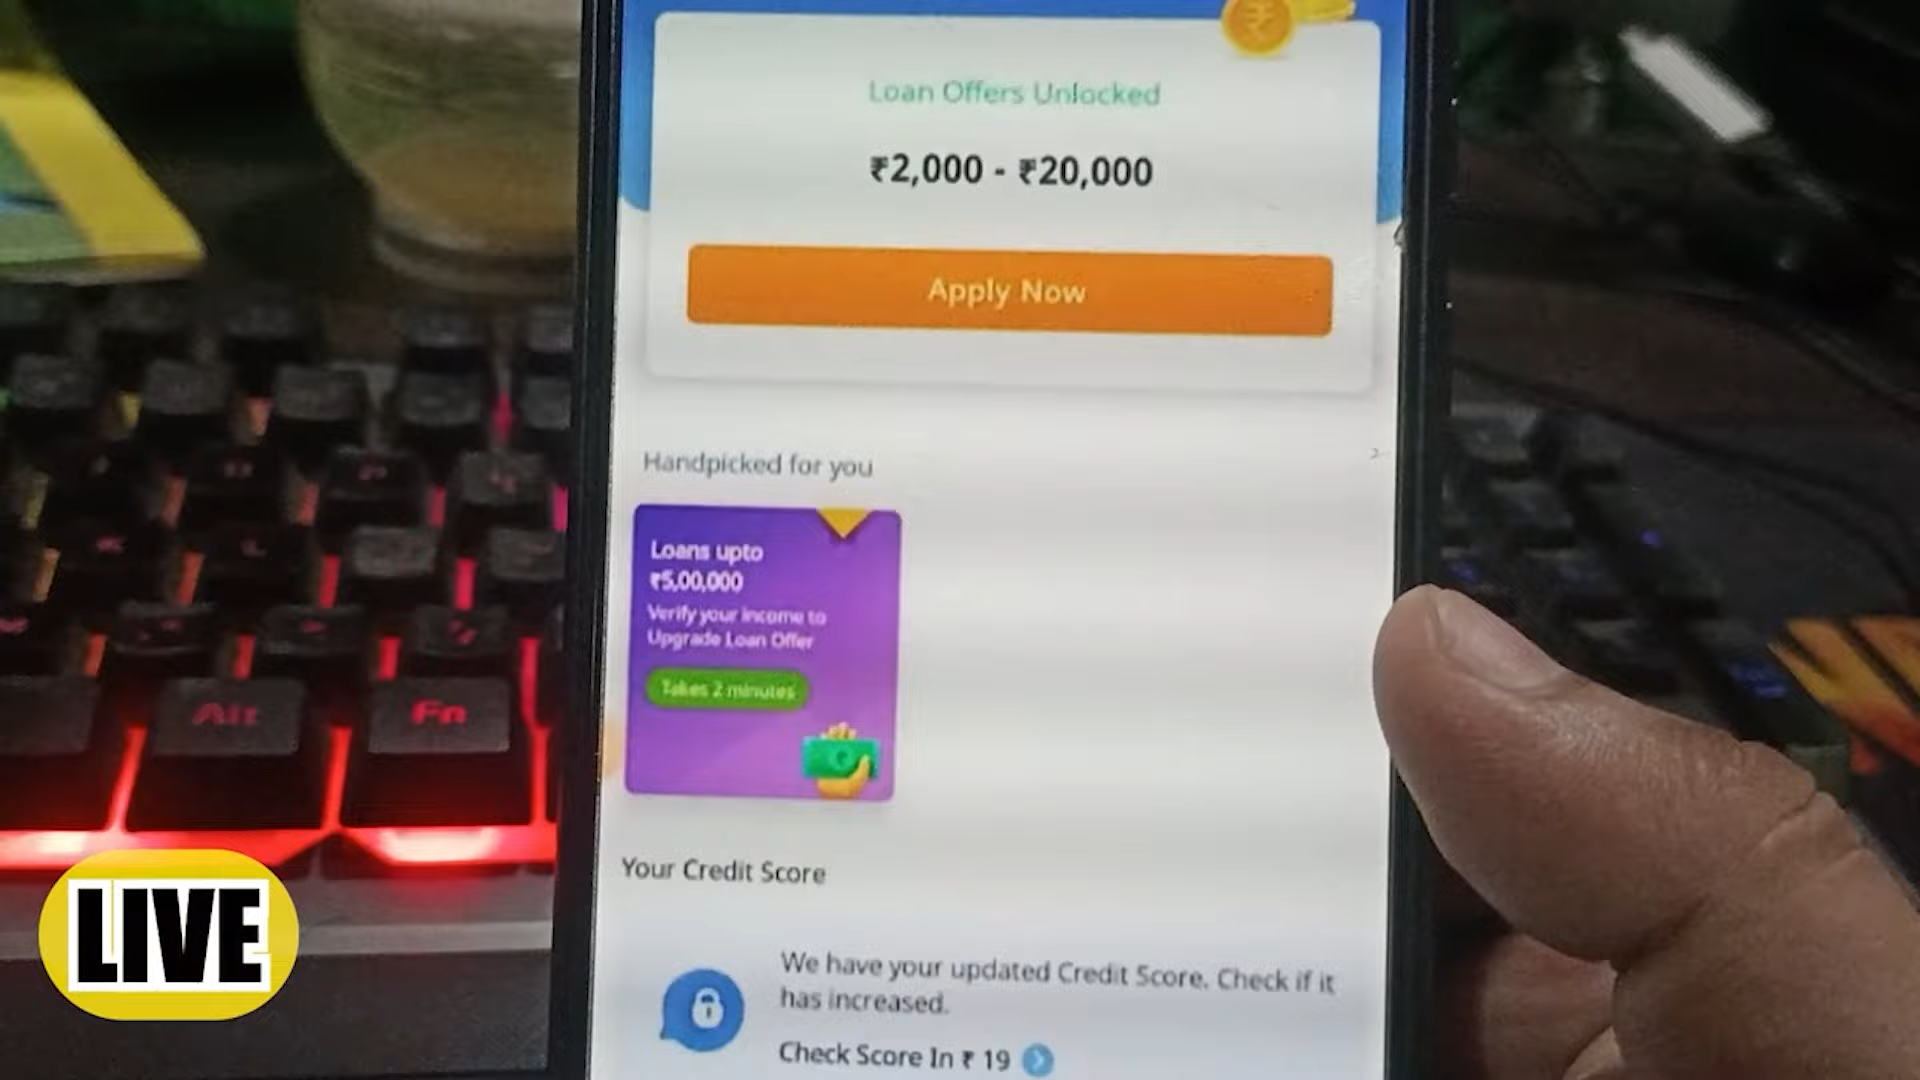 Loan Offers Unlocked
₹2,000 - ₹20,000
Apply Now
Handpicked for you
Loans upto
₹5,00,000
Verify your income to
Upgrade Loan Offer
Takes 2 minutes
Your Credit Score
We have your updated Credit Score. Check if it
has increased.
Check Score In ₹ 19
Alt
Fn
LIVE